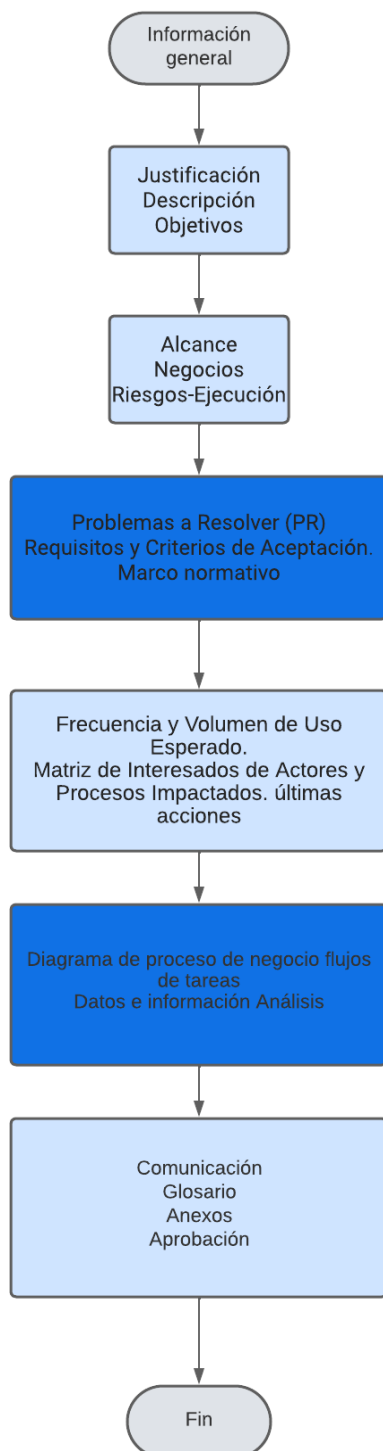 Información
general
Justificación
Descripción
Objetivos
Alcance
Negocios
Riesgos-Ejecución
Problemas a Resolver (PR)
Requisitos y Criterios de Aceptación.
Marco normativo
Frecuencia y Volumen de Uso
Esperado.
Matriz de Interesados de Actores y
Procesos Impactados. últimas
acciones
Diagrama de proceso de negocio flujos
de tareas
Datos e información Análisis
Comunicación
Glosario
Anexos
Aprobación
Fin